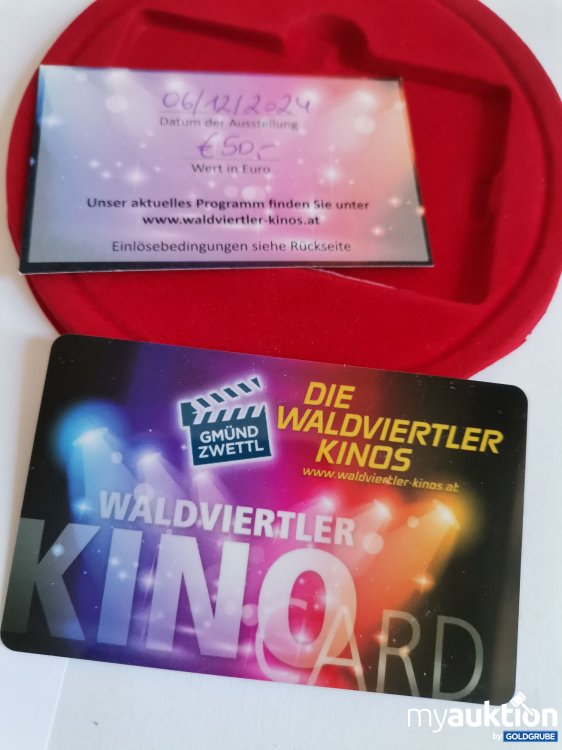 06/12/2024
Datum der Ausstellung
€ 50,-
Wert in Euro
Unser aktuelles Programm finden Sie unter
www.waldviertler-kinos.at
Einlösebedingungen siehe Rückseite
GMÜND
ZWETTL
DIE
WALDVIERTLER
KINOS
www.waldviertler-kinos.at
WALDVIERTLER
KINO
CARD
myauktion
by GOLDGRUBE